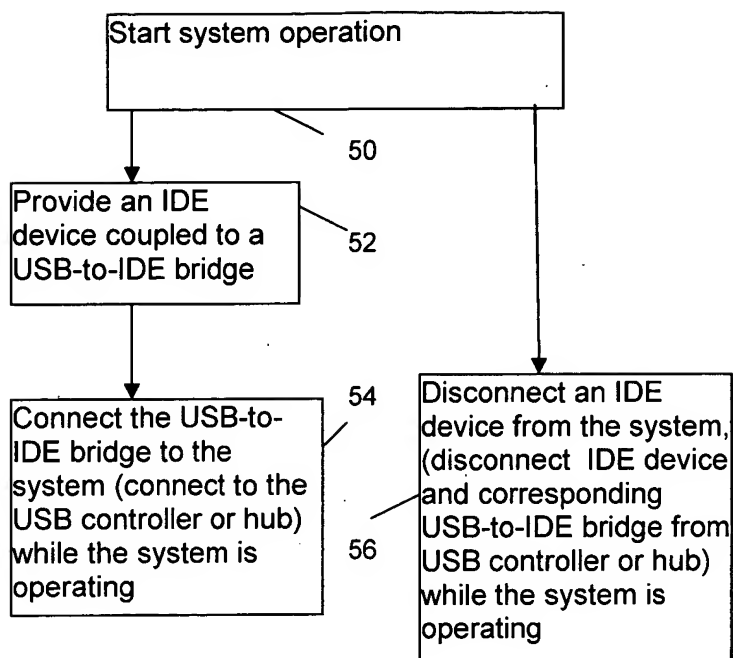 Start system operation
50
Provide an IDE
device coupled to a
USB-to-IDE bridge
52
Connect the USB-to-
IDE bridge to the
system (connect to the
USB controller or hub)
while the system is
operating
54
Disconnect an IDE
device from the system,
(disconnect IDE device
and corresponding
USB-to-IDE bridge from
USB controller or hub)
while the system is
operating
56